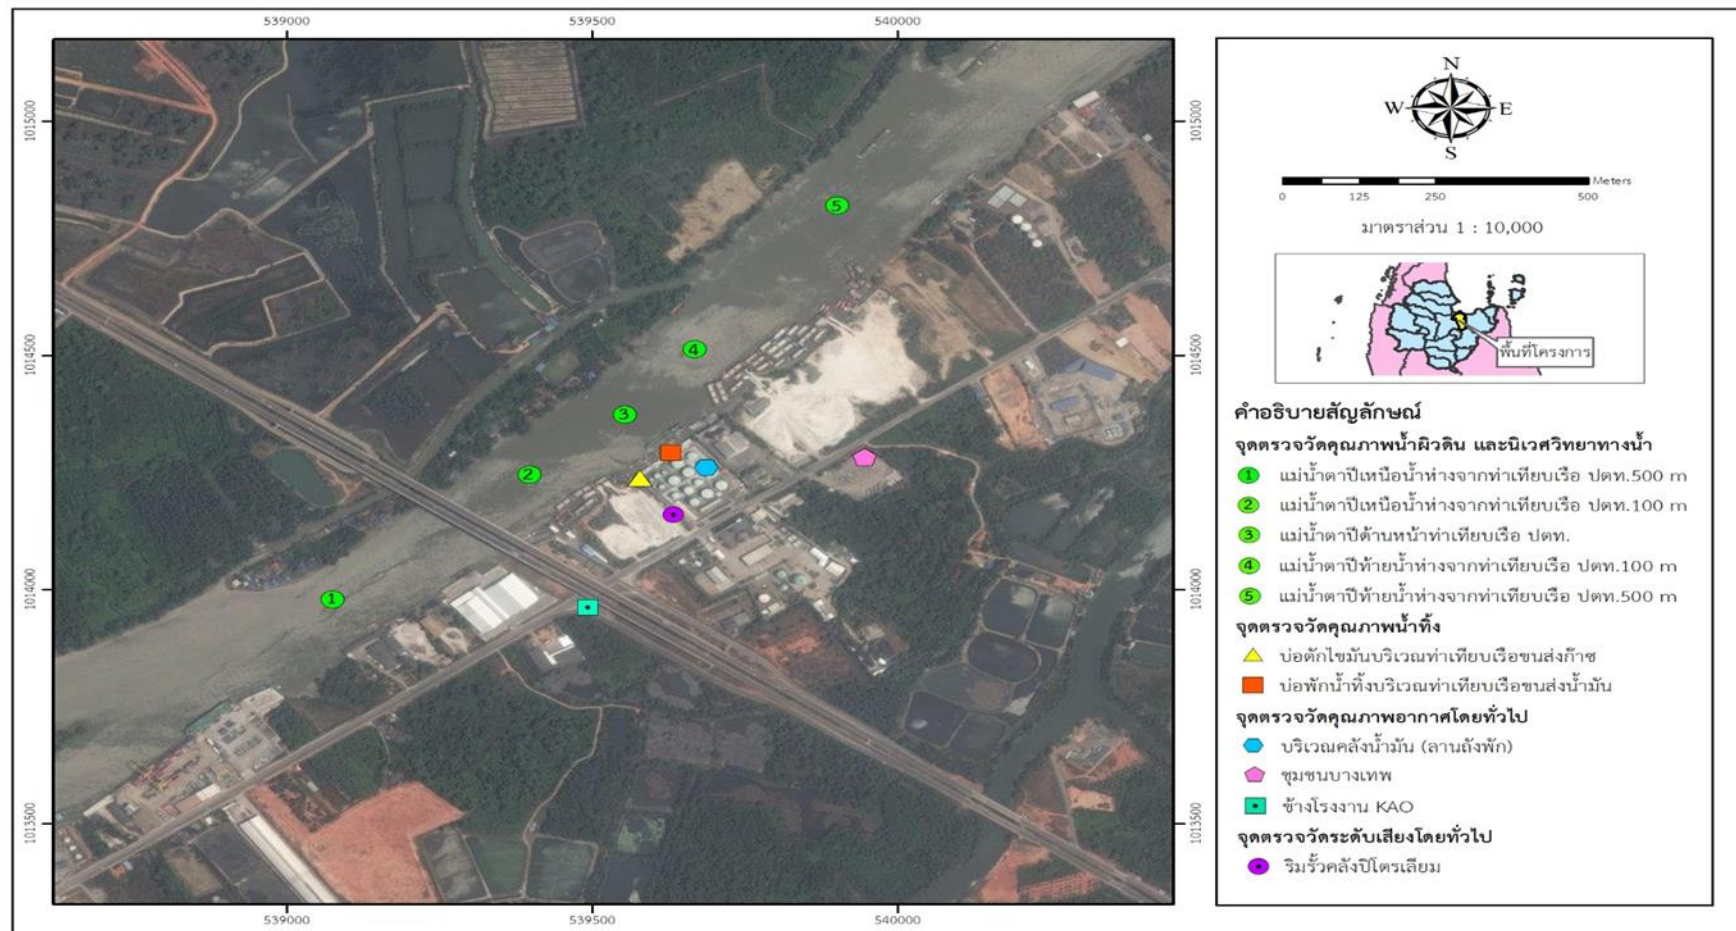 539000
539500
540000
1015000
1015000
1014500
1014500
1014000
1014000
1013500
1013500
5
4
3
2
1
539000
539500
540000
N
W
E
S
Meters
0
125
250
500
มาตราส่วน 1 : 10,000
พื้นที่โครงการ
คำอธิบายสัญลักษณ์
จุดตรวจวัดคุณภาพน้ำผิวดิน และนิเวศวิทยาทางน้ำ
1 แม่น้ำตาปีเหนือน้ำห่างจากท่าเทียบเรือ ปตท.500 m
2 แม่น้ำตาปีเหนือน้ำห่างจากท่าเทียบเรือ ปตท.100 m
3 แม่น้ำตาปีด้านหน้าท่าเทียบเรือ ปตท.
4 แม่น้ำตาปีท้ายน้ำห่างจากท่าเทียบเรือ ปตท.100 m
5 แม่น้ำตาปีท้ายน้ำห่างจากท่าเทียบเรือ ปตท.500 m
จุดตรวจวัดคุณภาพน้ำทิ้ง
บ่อดักไขมันบริเวณท่าเทียบเรือขนส่งก๊าซ
บ่อพักน้ำทิ้งบริเวณท่าเทียบเรือขนส่งน้ำมัน
จุดตรวจวัดคุณภาพอากาศโดยทั่วไป
บริเวณคลังน้ำมัน (ลานถังพัก)
ชุมชนบางเทพ
ข้างโรงงาน KAO
จุดตรวจวัดระดับเสียงโดยทั่วไป
ริมรั้วคลังปิโตรเลียม